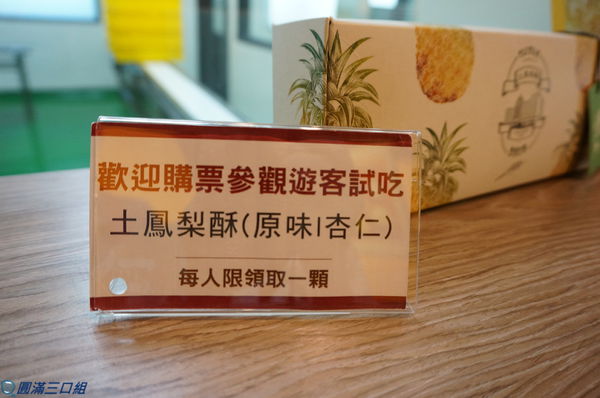 歡迎購票參觀遊客試吃
土鳳梨酥(原味|杏仁)
每人限領取一顆
圓滿三口組